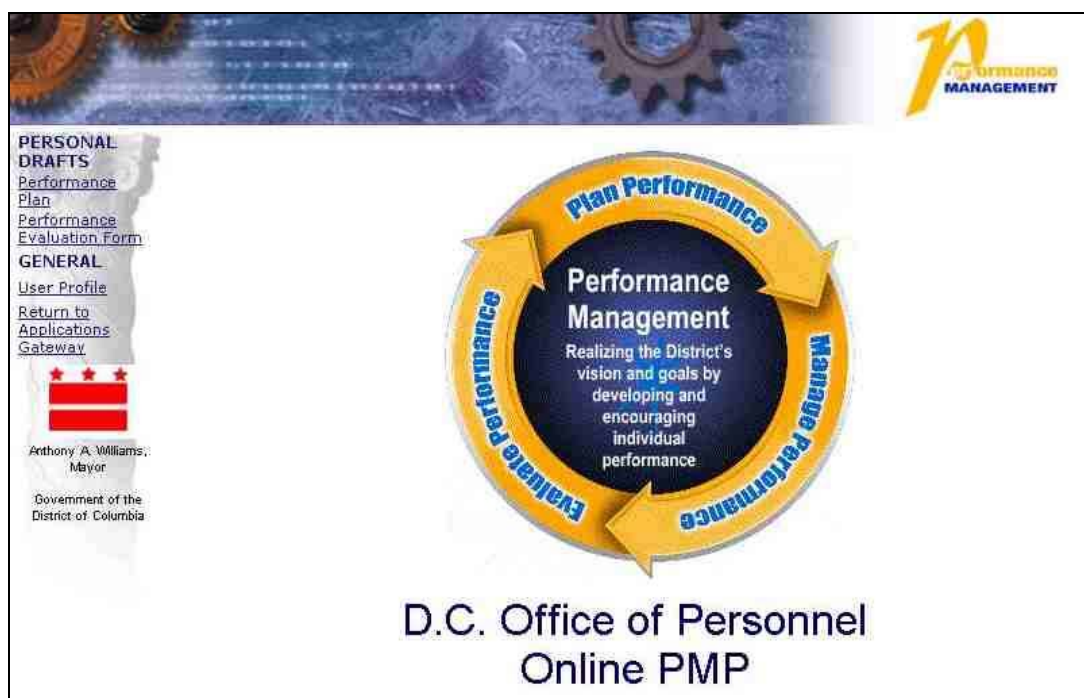 Performance
MANAGEMENT
PERSONAL
DRAFTS
Performance
Plan
Performance
Evaluation Form
GENERAL
User Profile
Return to
Applications
Gateway
Anthony A. Williams,
Mayor
Government of the
District of Columbia
Plan Performance
Manage Performance
Evaluate Performance
Performance
Management
Realizing the District's
vision and goals by
developing and
encouraging
individual
performance
D.C. Office of Personnel
Online PMP